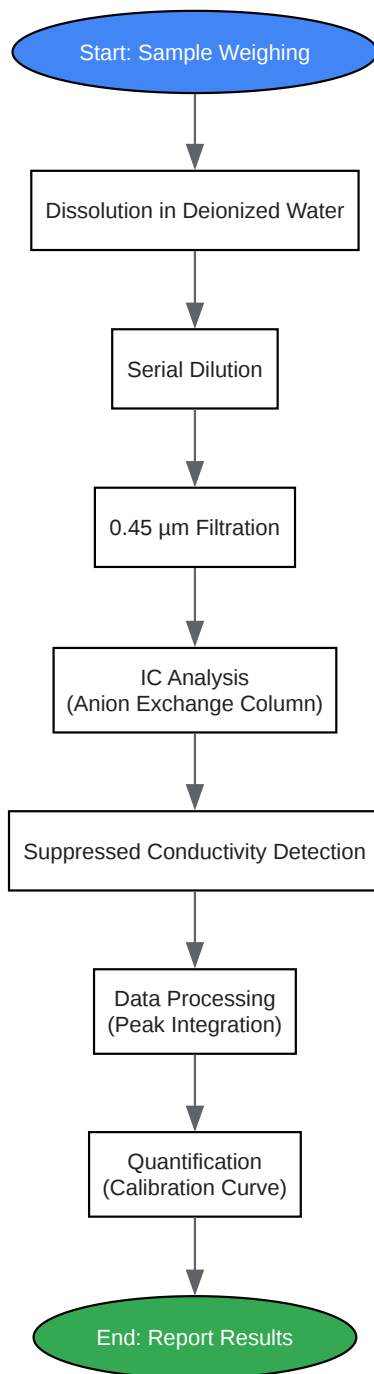 Start: Sample Weighing
Dissolution in Deionized Water
Serial Dilution
0.45 µm Filtration
IC Analysis
(Anion Exchange Column)
Suppressed Conductivity Detection
Data Processing
(Peak Integration)
Quantification
(Calibration Curve)
End: Report Results